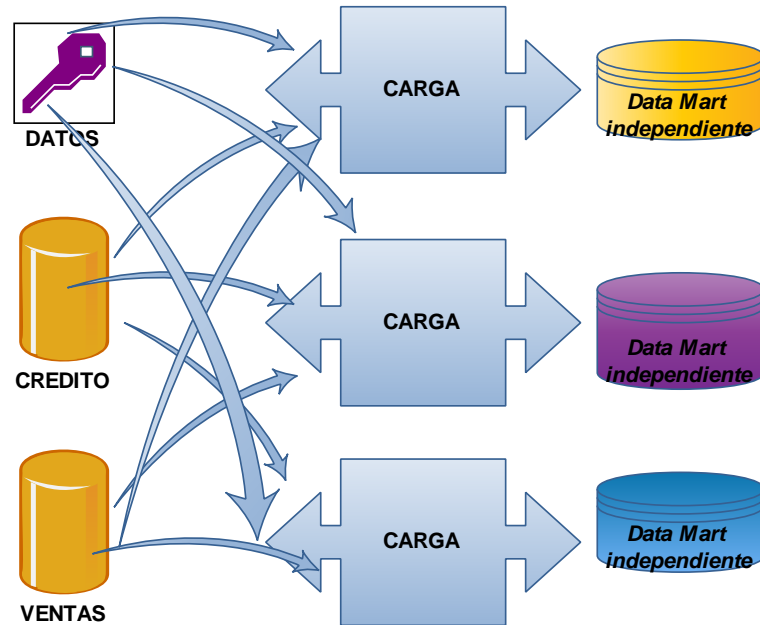 CARGA
Data Mart
independiente
DATOS
CARGA
Data Mart
independiente
CREDITO
CARGA
Data Mart
independiente
VENTAS